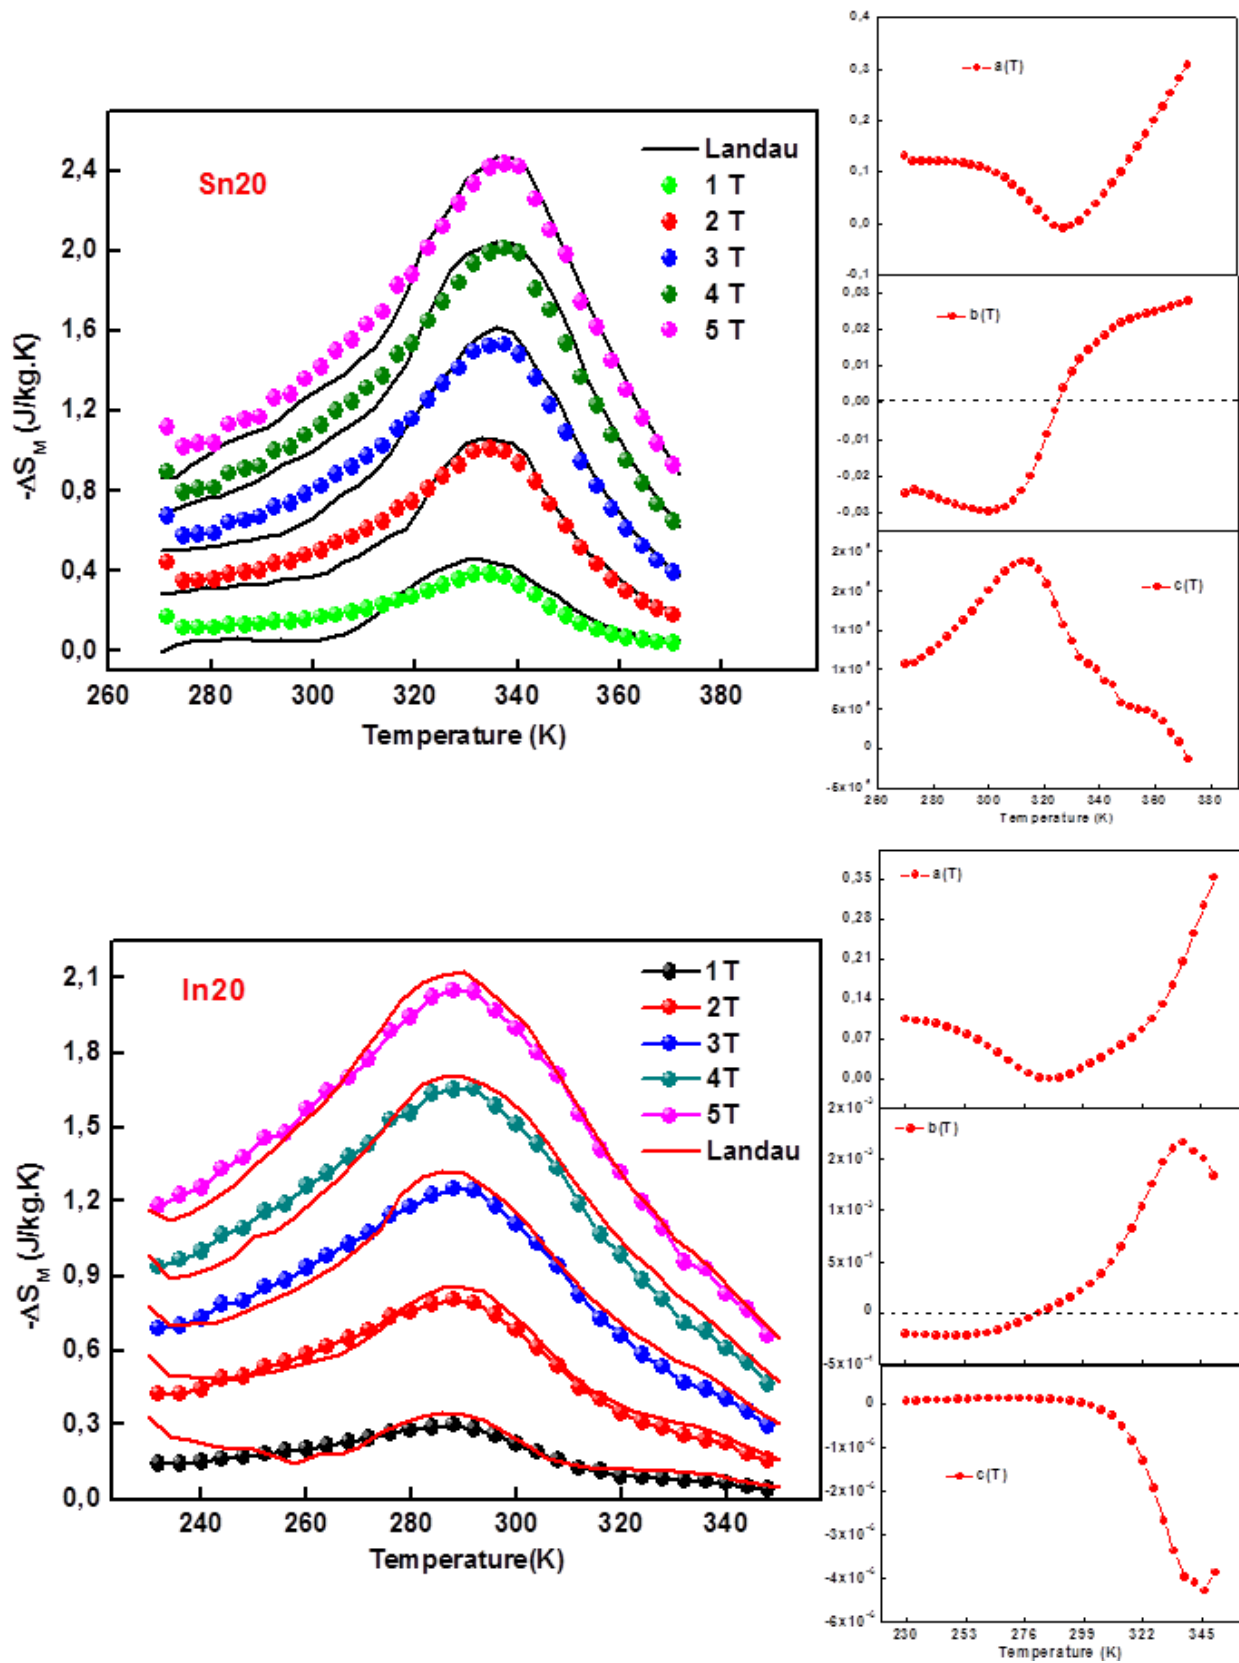 Sn20
Landau
1 T
2 T
3 T
4 T
5 T
2,4
2,0
1,6
1,2
0,8
0,4
0,0
-ΔS_M (J/kg.K)
260 280 300 320 340 360 380
Temperature (K)
a(T)
0,4
0,3
0,2
0,1
0,0
-0,1
b(T)
0,03
0,02
0,00
-0,01
-0,02
-0,03
c(T)
0
260 280 300 320 340 360 380
Temperature (K)
In20
1 T
2T
3T
4T
5T
Landau
2,1
1,8
1,5
1,2
0,9
0,6
0,3
0,0
-ΔS_M (J/kg.K)
240 260 280 300 320 340
Temperature(K)
a(T)
0,35
0,28
0,21
0,14
0,07
0,00
b(T)
0
c(T)
0
230 253 276 299 322 345
Temperature (K)